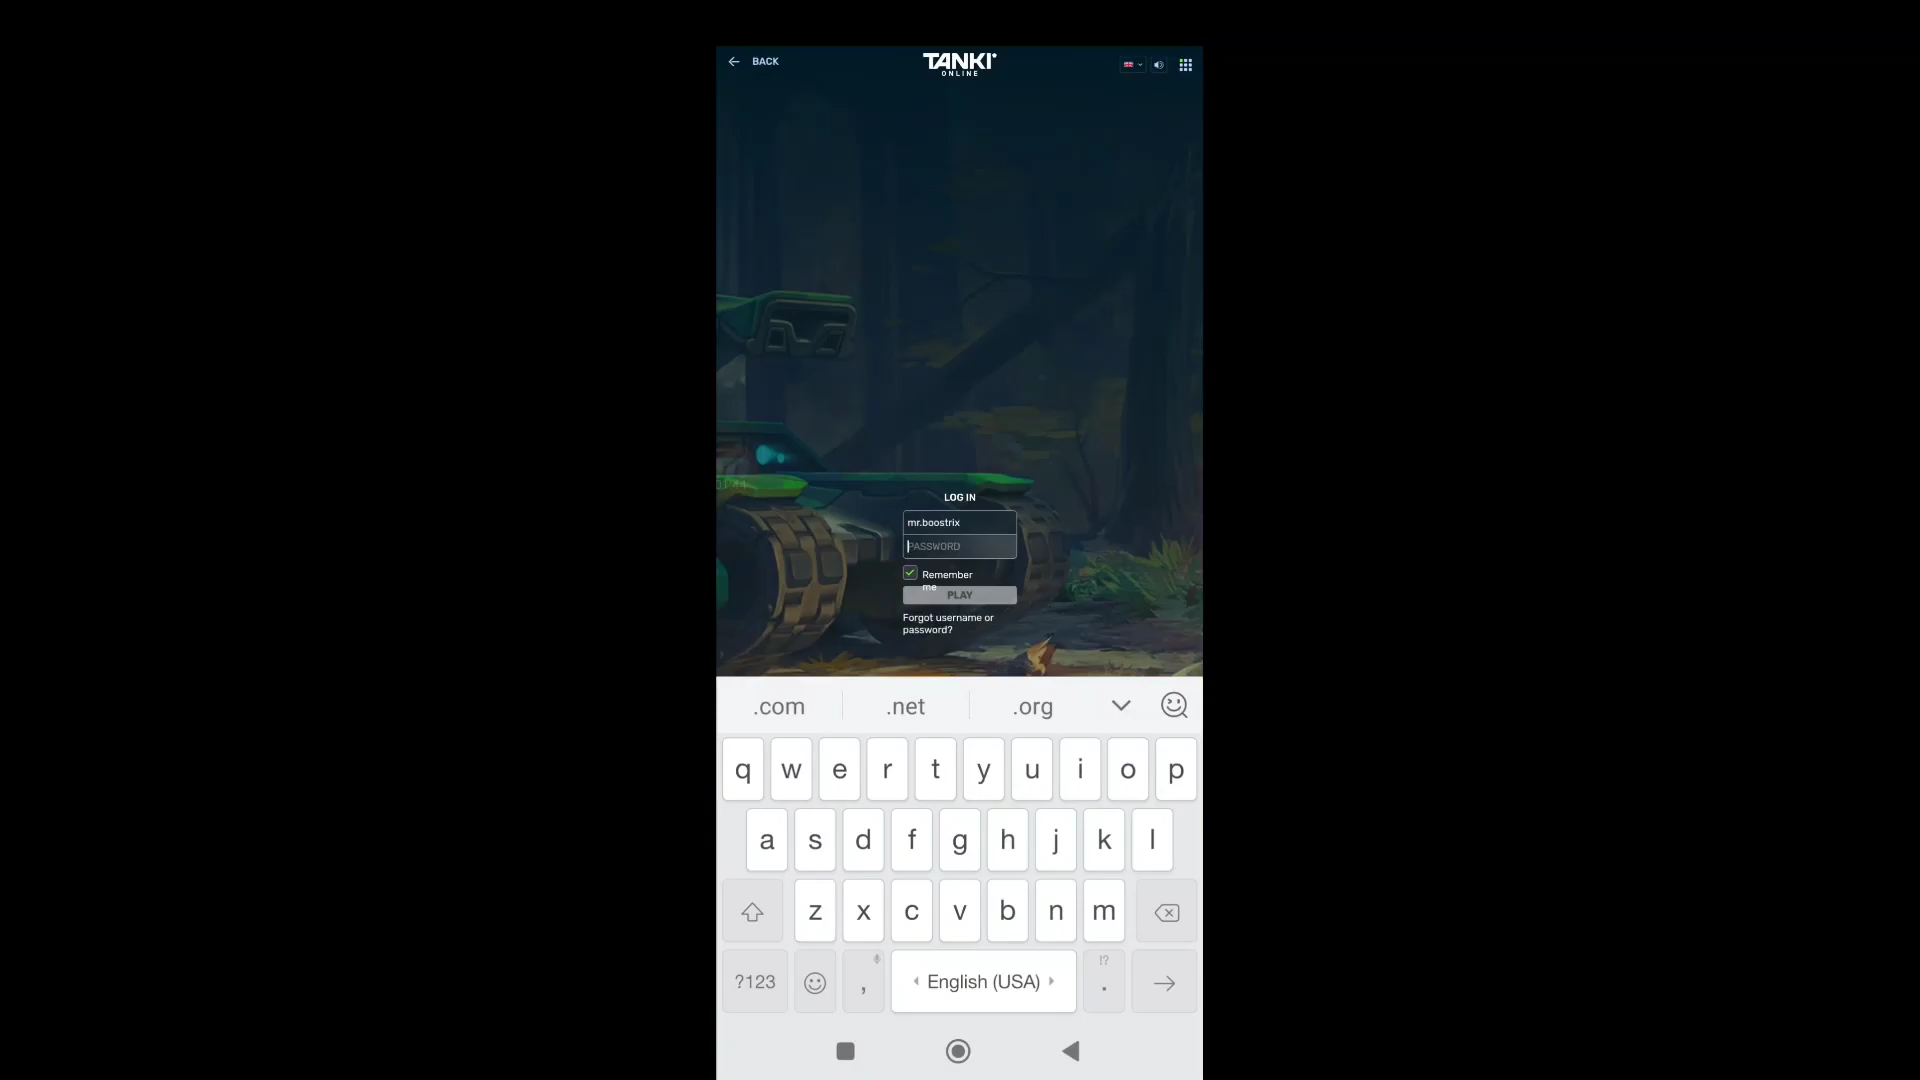 BACK
TANKI
ONLINE
LOG IN
mr.boostrix
PASSWORD
Remember
me
PLAY
Forgot username or
password?
.com .net .org
q w e r t y u i o p
a s d f g h j k l
z x c v b n m
!?
?123 , English (USA) .